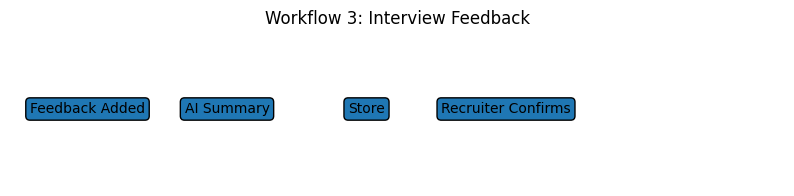 Workflow 3: Interview Feedback
Feedback Added
AI Summary
Store
Recruiter Confirms